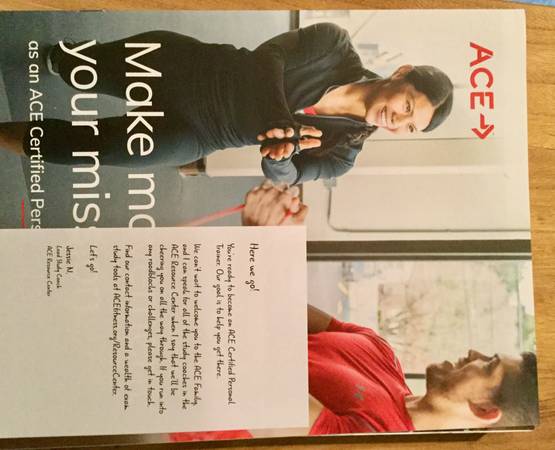 ACE
Make mo
your miss
as an ACE Certified Pers
Here we go!
You're ready to become an ACE Certified Personal
Trainer. Our goal is to help you get there.
We can't wait to welcome you to the ACE Family,
and I can speak for all of the study coaches in the
ACE Resource Center when I say that we'll be
cheering you on all the way through. If you run into
any roadblocks or challenges, please get in touch.
Find our contact information and a wealth of exam
study tools at ACEfitness.org/ResourceCenter.
Let's go!
Jessie N.
Lead Study Coach
ACE Resource Center